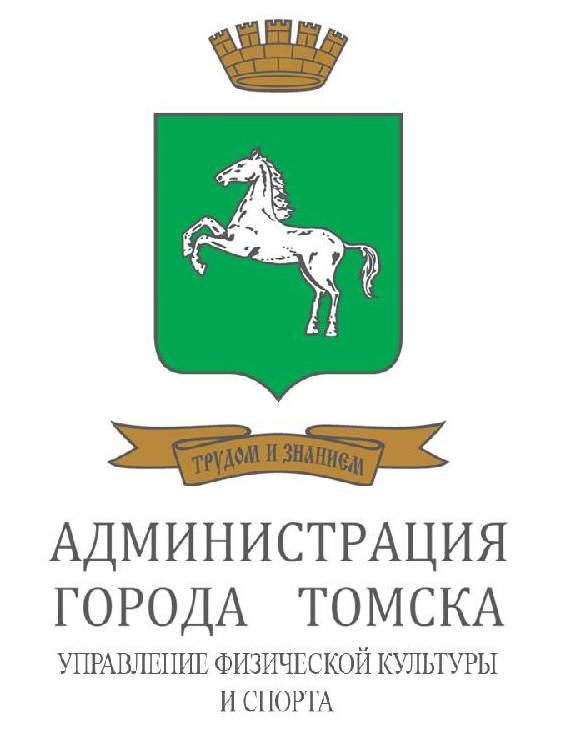 ТРУДОМ И ЗНАНИЕМ
АДМИНИСТРАЦИЯ
ГОРОДА ТОМСКА
УПРАВЛЕНИЕ ФИЗИЧЕСКОЙ КУЛЬТУРЫ
И СПОРТА